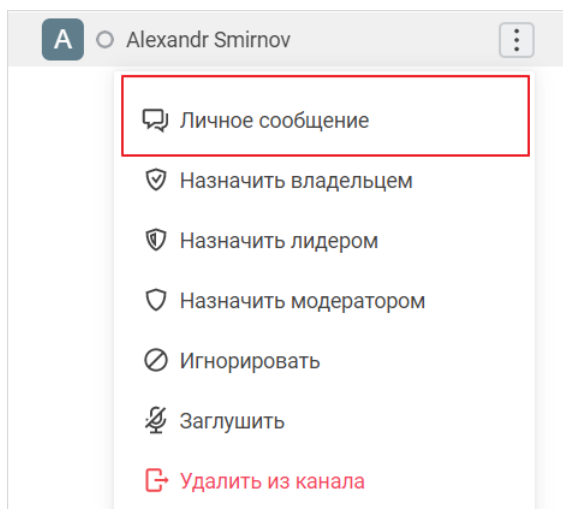 A Alexandr Smirnov
Личное сообщение
Назначить владельцем
Назначить лидером
Назначить модератором
Игнорировать
Заглушить
Удалить из канала